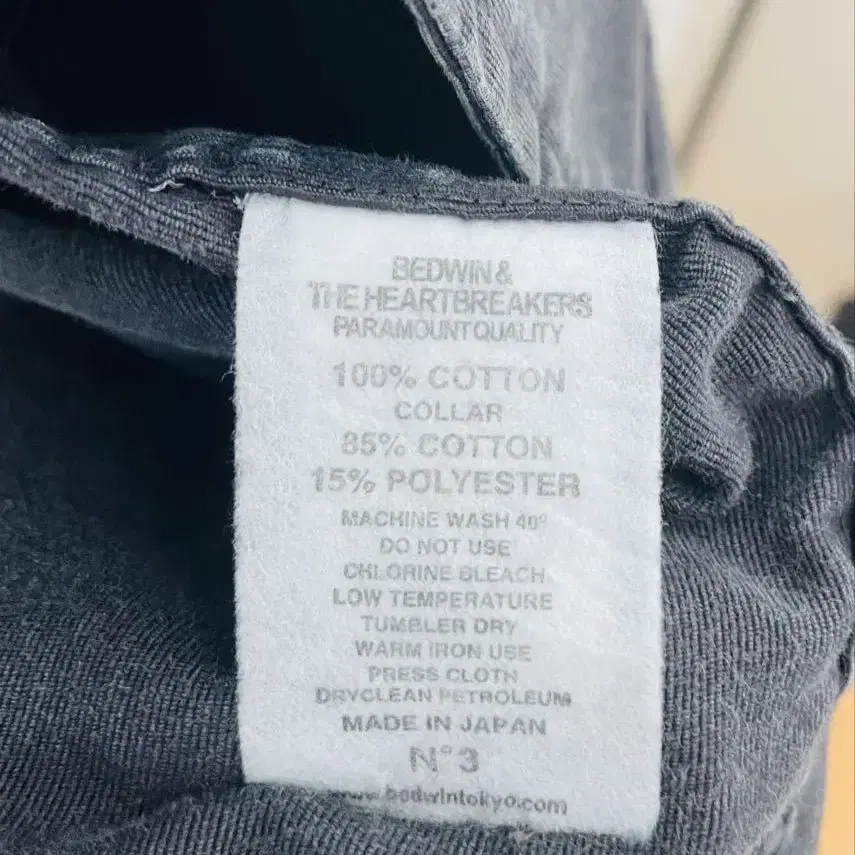 BEDWIN &
THE HEARTBREAKERS
PARAMOUNT QUALITY
100% COTTON
COLLAR
85% COTTON
15% POLYESTER
MACHINE WASH 40°
DO NOT USE
CHLORINE BLEACH
LOW TEMPERATURE
TUMBLER DRY
WARM IRON USE
PRESS CLOTH
DRYCLEAN PETROLEUM
MADE IN JAPAN
N°3
www.bedwintokyo.com